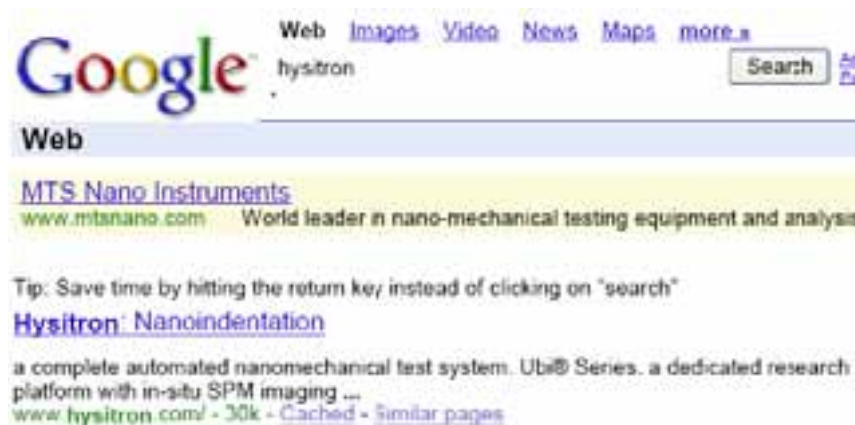 Google
Web Images Video News Maps more »
hysitron Search
Web
MTS Nano Instruments
www.mtsnano.com World leader in nano-mechanical testing equipment and analysis
Tip: Save time by hitting the return key instead of clicking on "search"
Hysitron: Nanoindentation
a complete automated nanomechanical test system. Ubi® Series. a dedicated research
platform with in-situ SPM imaging ...
www.hysitron.com/ - 30k - Cached - Similar pages